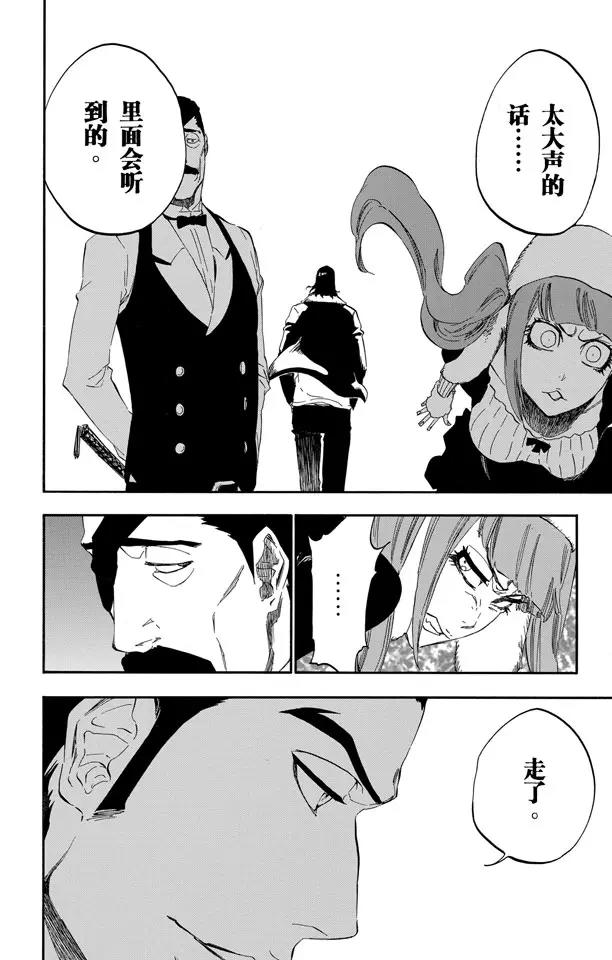 太大声的
话……
里面会听
到的。
……
走了。